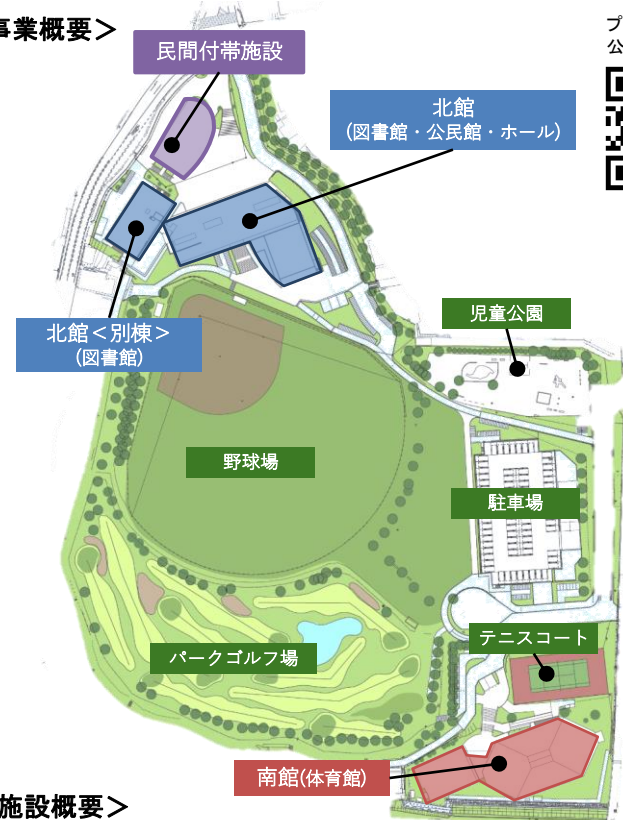 事業概要＞
プ
公
民間付帯施設
北館
(図書館・公民館・ホール)
北館＜別棟＞
(図書館)
児童公園
野球場
駐車場
テニスコート
パークゴルフ場
南館(体育館)
施設概要＞